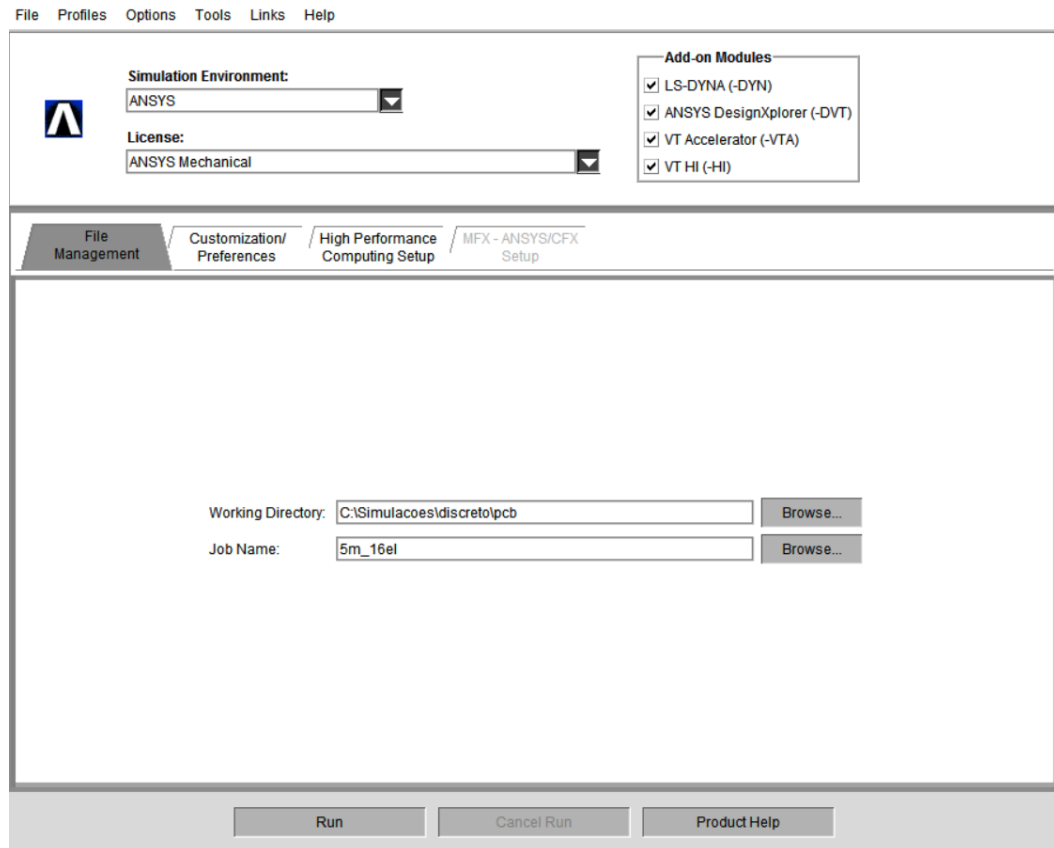 File Profiles Options Tools Links Help
Simulation Environment:
ANSYS
License:
ANSYS Mechanical
Add-on Modules
LS-DYNA (-DYN)
ANSYS DesignXplorer (-DVT)
VT Accelerator (-VTA)
VT HI (-HI)
File
Management
Customization/
Preferences
High Performance
Computing Setup
MFX - ANSYS/CFX
Setup
Working Directory: C:\Simulacoes\discreto\pcb Browse...
Job Name: 5m_16el Browse...
Run Cancel Run Product Help